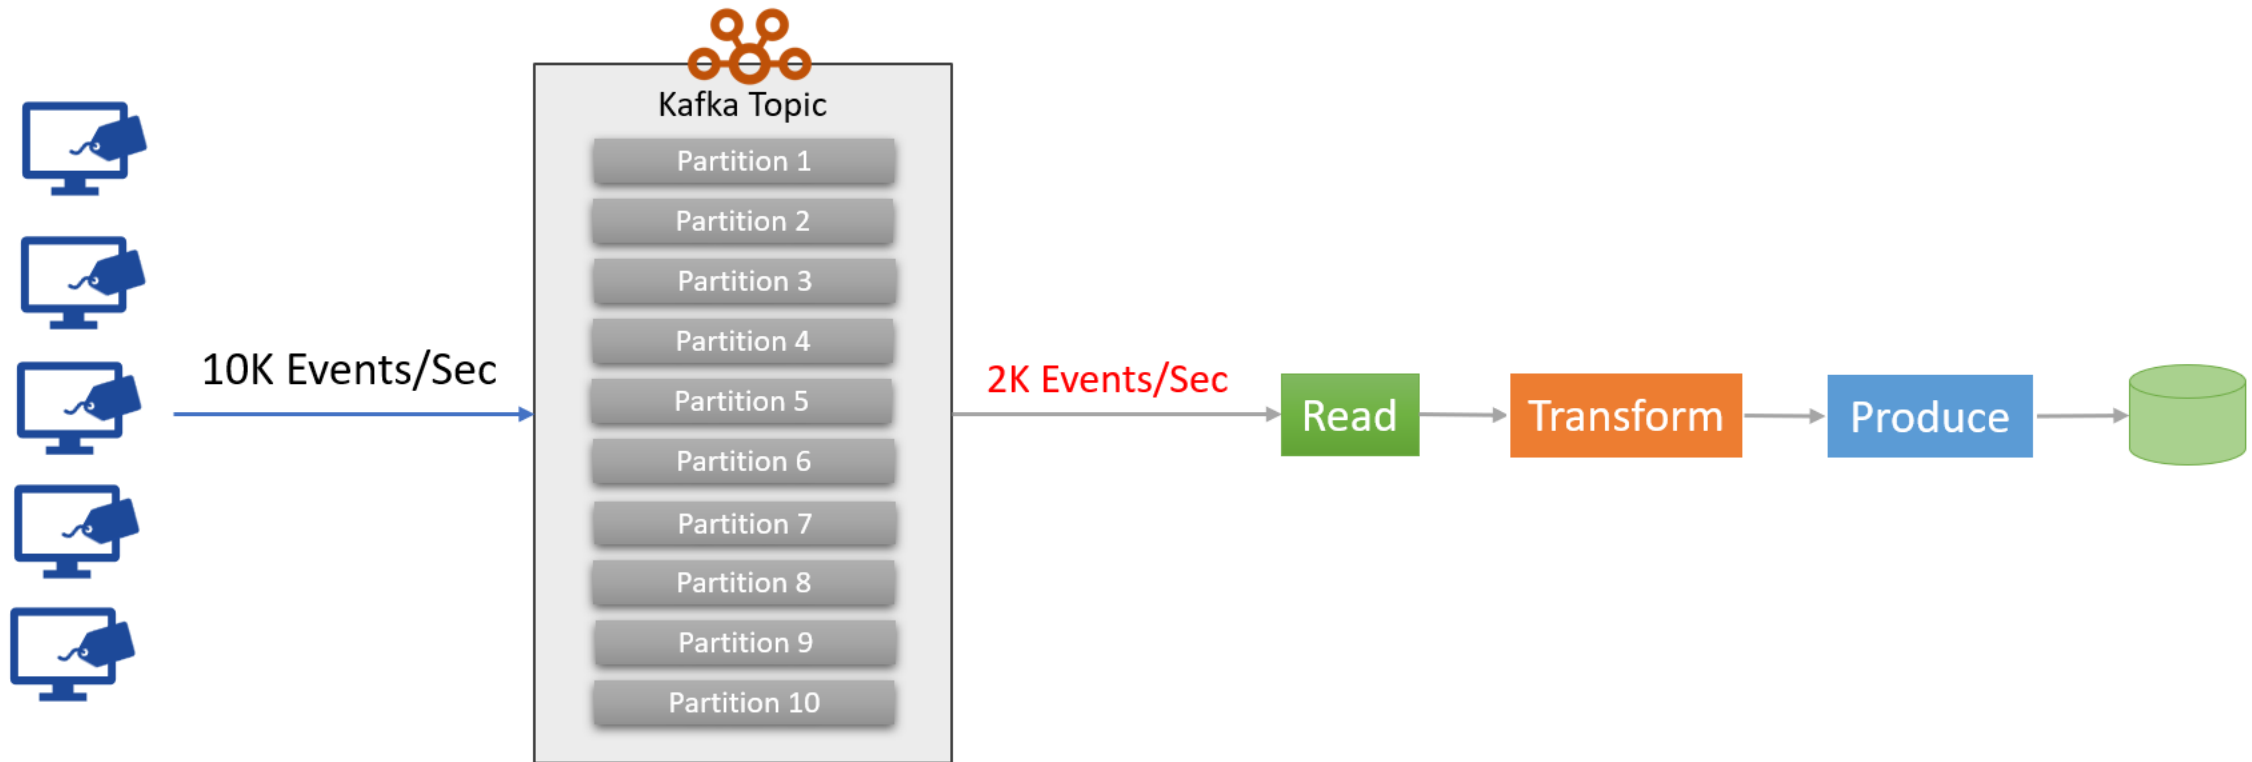 Kafka Topic
Partition 1
Partition 2
Partition 3
Partition 4
Partition 5
Partition 6
Partition 7
Partition 8
Partition 9
Partition 10
10K Events/Sec
2K Events/Sec
Read
Transform
Produce